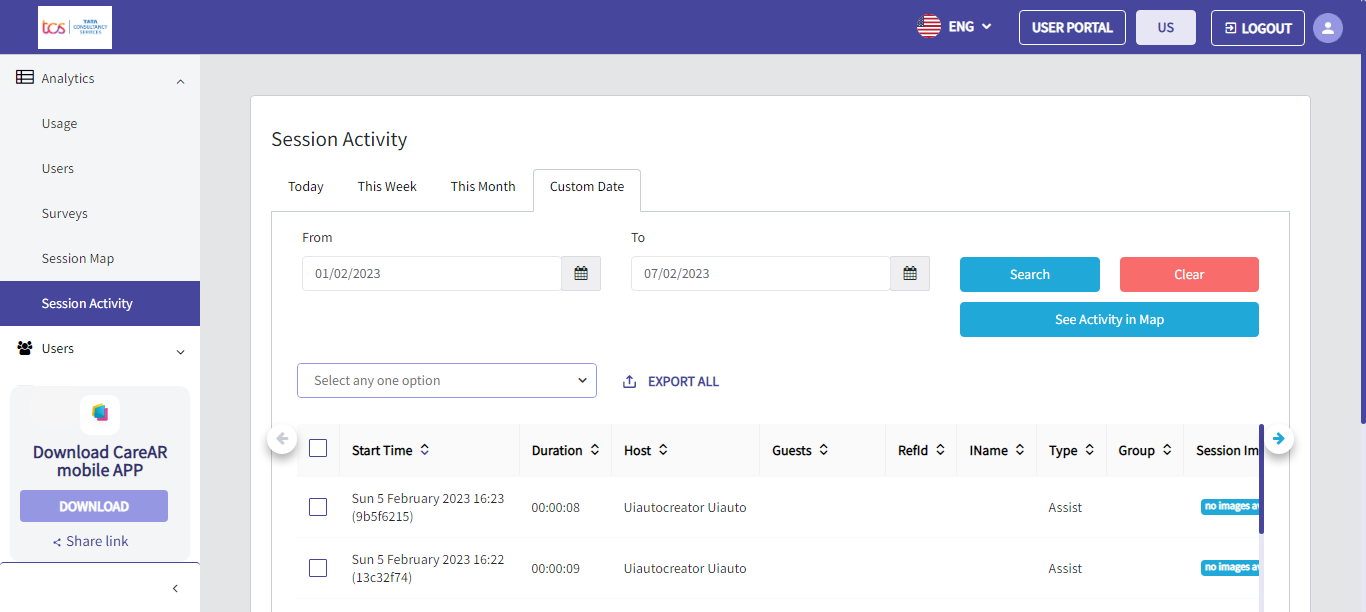 tcs TATA CONSULTANCY SERVICES
ENG
USER PORTAL
US
LOGOUT
Analytics
Usage
Users
Surveys
Session Map
Session Activity
Users
Download CareAR
mobile APP
DOWNLOAD
Share link
Session Activity
Today This Week This Month Custom Date
From To
01/02/2023 07/02/2023 Search Clear
See Activity in Map
Select any one option EXPORT ALL
Start Time Duration Host Guests RefId IName Type Group Session Im
Sun 5 February 2023 16:23
(9b5f6215) 00:00:08 Uiautocreator Uiauto Assist no images a
Sun 5 February 2023 16:22
(13c32f74) 00:00:09 Uiautocreator Uiauto Assist no images a